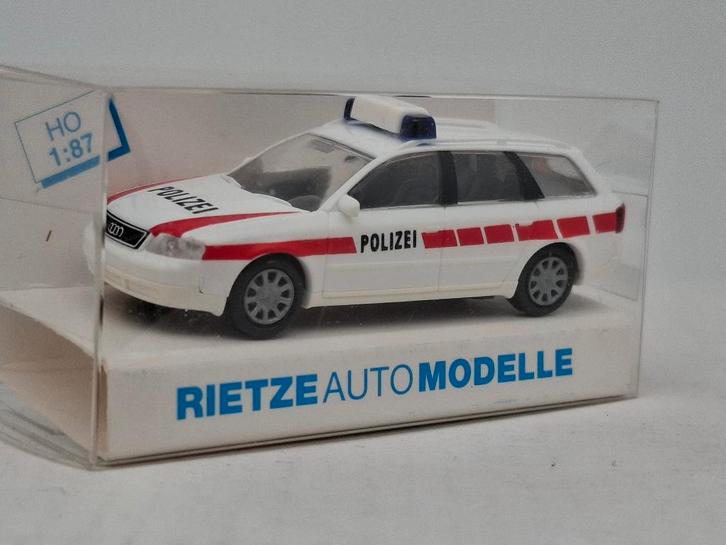 HO
1:87
POLIZEI
POLIZEI
RIETZE AUTO MODELLE